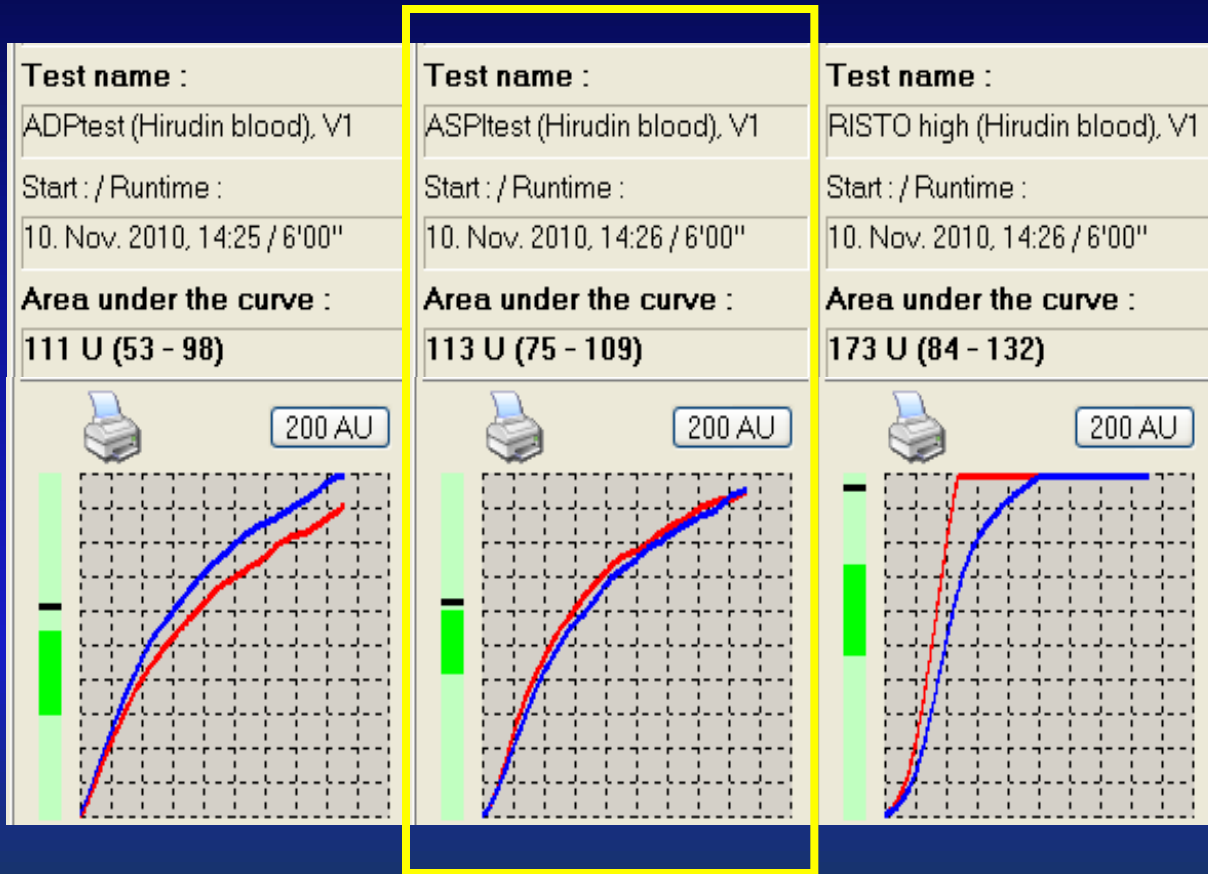 Test name :
ADPtest (Hirudin blood), V1
Start : / Runtime :
10. Nov. 2010, 14:25 / 6'00"
Area under the curve :
111 U (53 - 98)
200 AU
Test name :
ASPItest (Hirudin blood), V1
Start : / Runtime :
10. Nov. 2010, 14:26 / 6'00"
Area under the curve :
113 U (75 - 109)
200 AU
Test name :
RISTO high (Hirudin blood), V1
Start : / Runtime :
10. Nov. 2010, 14:26 / 6'00"
Area under the curve :
173 U (84 - 132)
200 AU